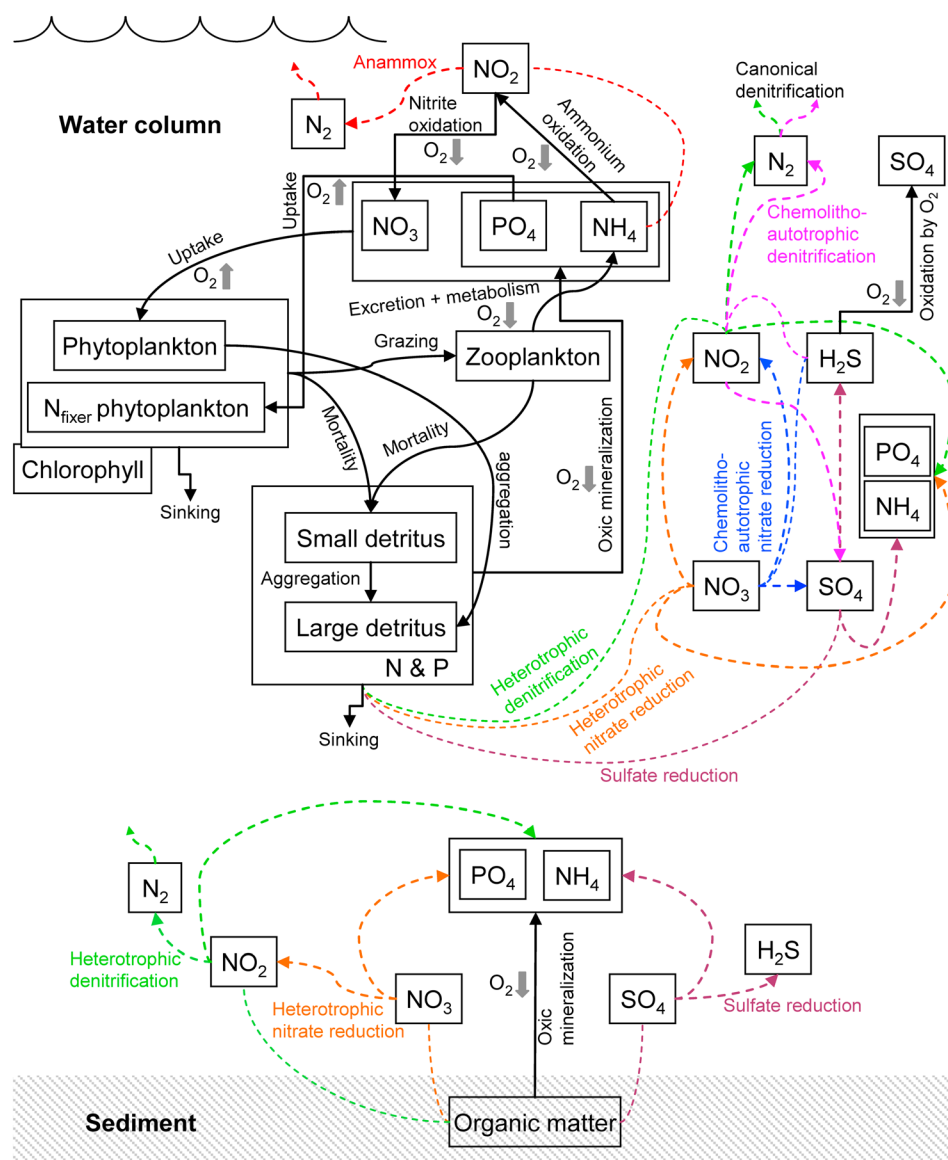 Water column
Anammox
NO2
N2
Nitrite
oxidation
O2
Ammonium
oxidation
O2
Canonical
denitrification
N2
SO4
Uptake
O2
NO3
PO4
NH4
Uptake
O2
Chemolitho-
autotrophic
denitrification
Oxidation by O2
O2
Excretion + metabolism
O2
Phytoplankton
Nfixer phytoplankton
Chlorophyll
Grazing
Zooplankton
NO2
H2S
Mortality
Mortality
aggregation
O2
Oxic mineralization
Chemolitho-
autotrophic
nitrate reduction
PO4
NH4
Sinking
Small detritus
Aggregation
Large detritus
N & P
NO3
SO4
Sinking
Heterotrophic
denitrification
Heterotrophic
nitrate reduction
Sulfate reduction
N2
PO4
NH4
Heterotrophic
denitrification
NO2
Heterotrophic
nitrate reduction
NO3
O2
Oxic
mineralization
SO4
H2S
Sulfate reduction
Sediment
Organic matter